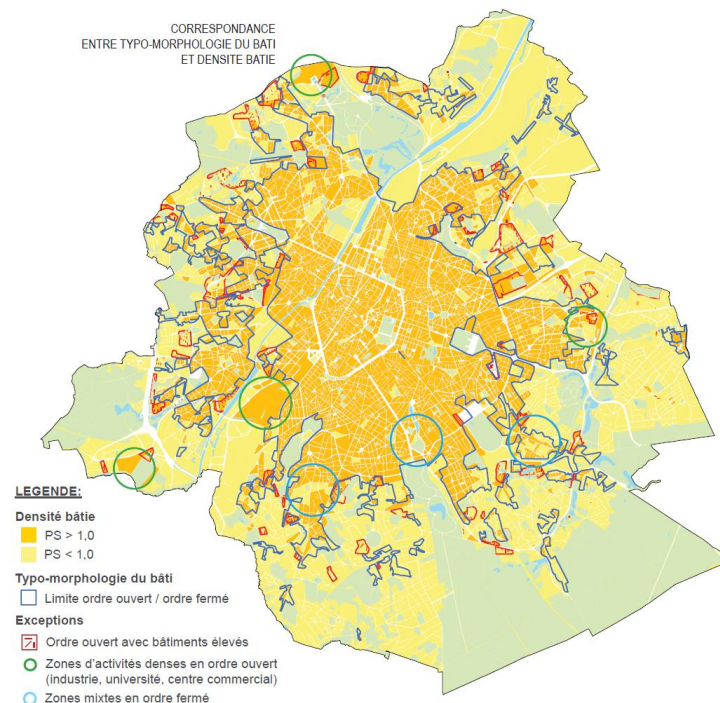 CORRESPONDANCE
ENTRE TYPO-MORPHOLOGIE DU BATI
ET DENSITE BATIE
LEGENDE:
Densité bâtie
PS > 1,0
PS < 1,0
Typo-morphologie du bâti
Limite ordre ouvert / ordre fermé
Exceptions
Ordre ouvert avec bâtiments élevés
Zones d'activités denses en ordre ouvert
(industrie, université, centre commercial)
Zones mixtes en ordre fermé